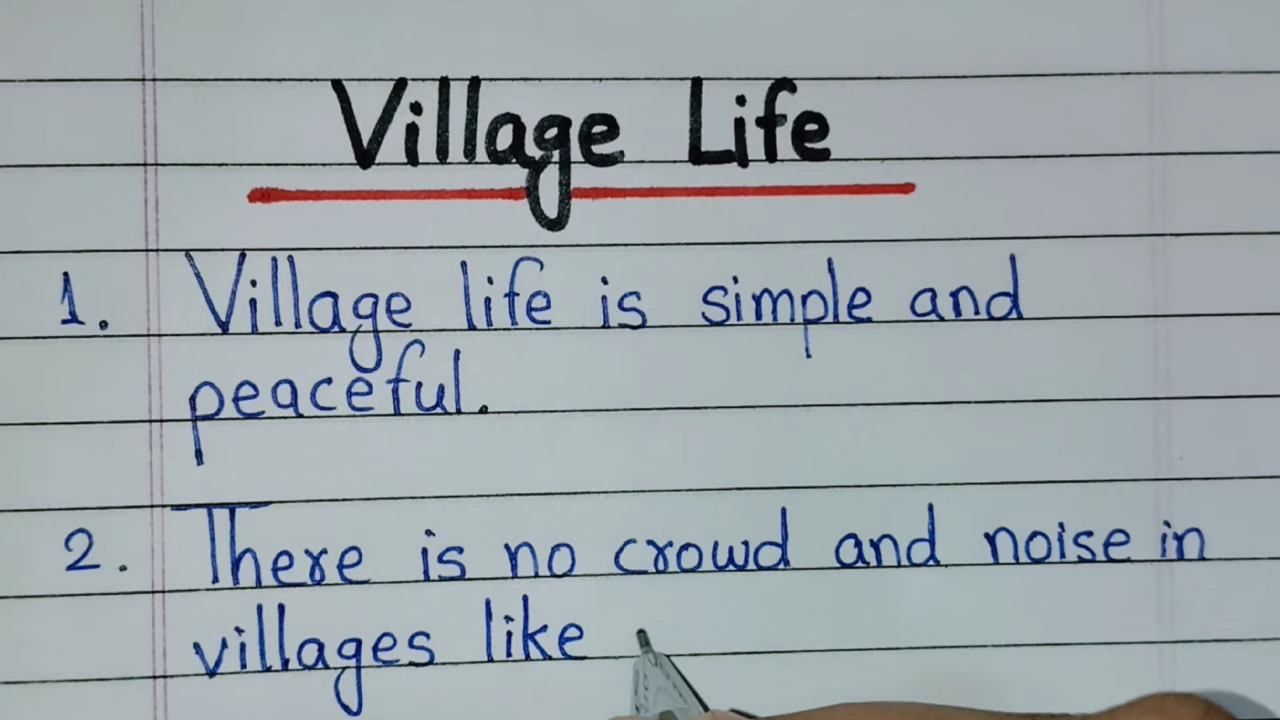 Village Life
1. Village life is simple and
peaceful.
2. There is no crowd and noise in
villages like